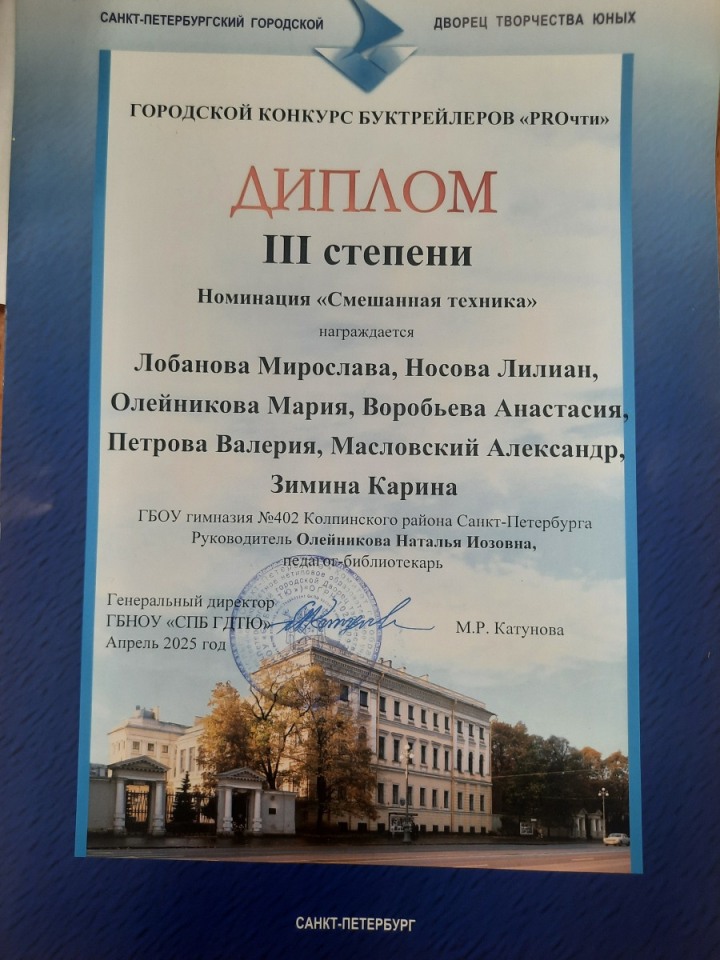 САНКТ-ПЕТЕРБУРГСКИЙ ГОРОДСКОЙ ДВОРЕЦ ТВОРЧЕСТВА ЮНЫХ
ГОРОДСКОЙ КОНКУРС БУКТРЕЙЛЕРОВ «PROчти»
ДИПЛОМ
III степени
Номинация «Смешанная техника»
награждается
Лобанова Мирослава, Носова Лилиан,
Олейникова Мария, Воробьева Анастасия,
Петрова Валерия, Масловский Александр,
Зимина Карина
ГБОУ гимназия №402 Колпинского района Санкт-Петербурга
Руководитель Олейникова Наталья Иозовна,
педагог-библиотекарь
Генеральный директор
ГБНОУ «СПБ ГДТЮ»
М.Р. Катунова
Апрель 2025 год
САНКТ-ПЕТЕРБУРГ